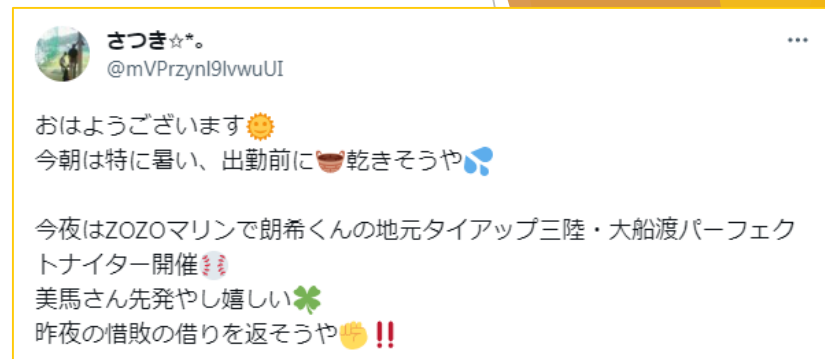 さつき☆*。
@mVPrzynl9lvwuUI
おはようございます🌞
今朝は特に暑い、出勤前に🧺乾きそうや💦
今夜はZOZOマリンで朗希くんの地元タイアップ三陸・大船渡パーフェク
トナイター開催⚾
美馬さん先発やし嬉しい🍀
昨夜の惜敗の借りを返そうや✊‼